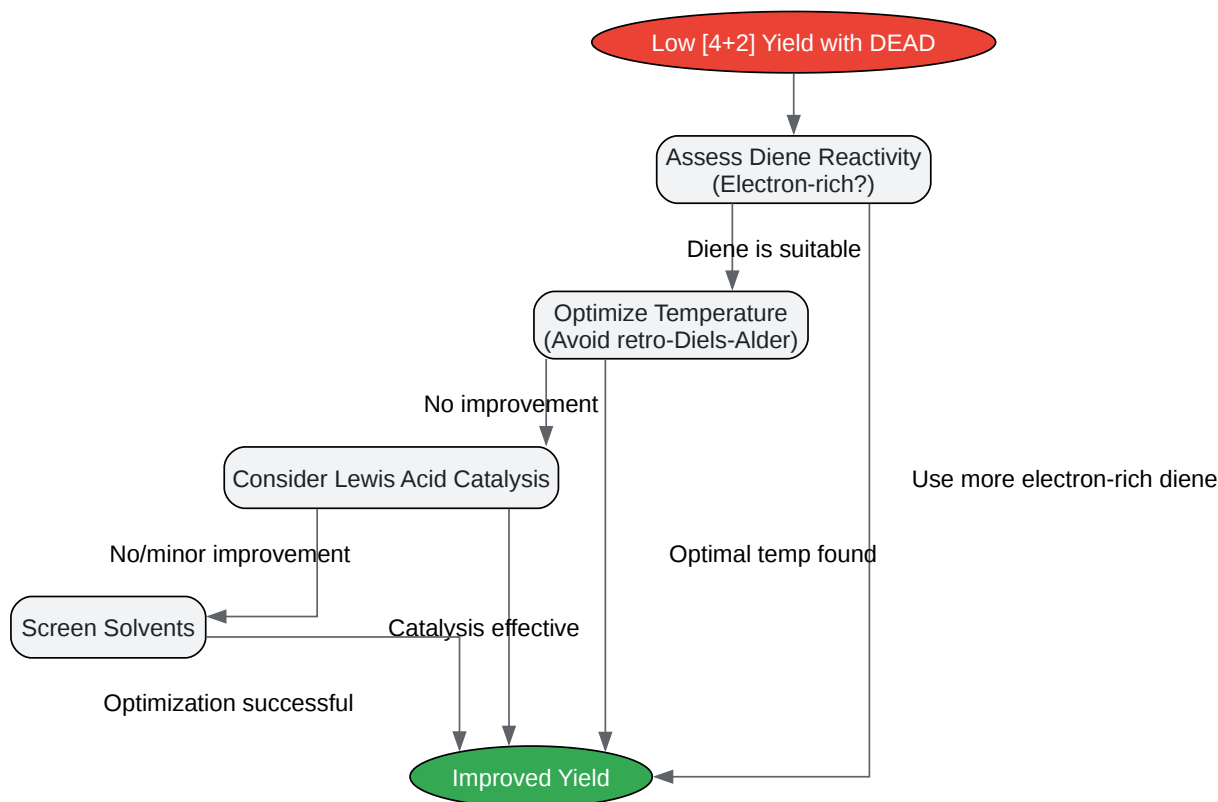 Low [4+2] Yield with DEAD
Assess Diene Reactivity
(Electron-rich?)
Diene is suitable
Optimize Temperature
(Avoid retro-Diels-Alder)
No improvement
Consider Lewis Acid Catalysis
Use more electron-rich diene
No/minor improvement
Optimal temp found
Screen Solvents
Catalysis effective
Optimization successful
Improved Yield